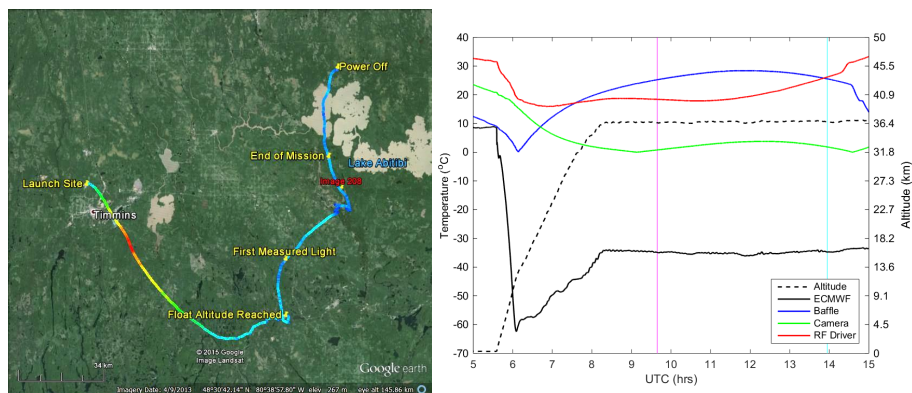 Power Off
End of Mission
Lake Abitibi
Image 208
Launch Site
Timmins
First Measured Light
Float Altitude Reached
© 2015 Google
Image Landsat
34 km
Google earth
Imagery Date: 4/9/2013 48°30'42.14" N 80°38'57.80" W elev 267 m eye alt 145.86 km
40 50
30 45.5
20 40.9
10 36.4
0 31.8
-10 27.3
-20 22.7
-30 18.2
-40 13.6
-50 9.1
-60 4.5
-70 0
Temperature (°C)
Altitude (km)
Altitude
ECMWF
Baffle
Camera
RF Driver
5 6 7 8 9 10 11 12 13 14 15
UTC (hrs)